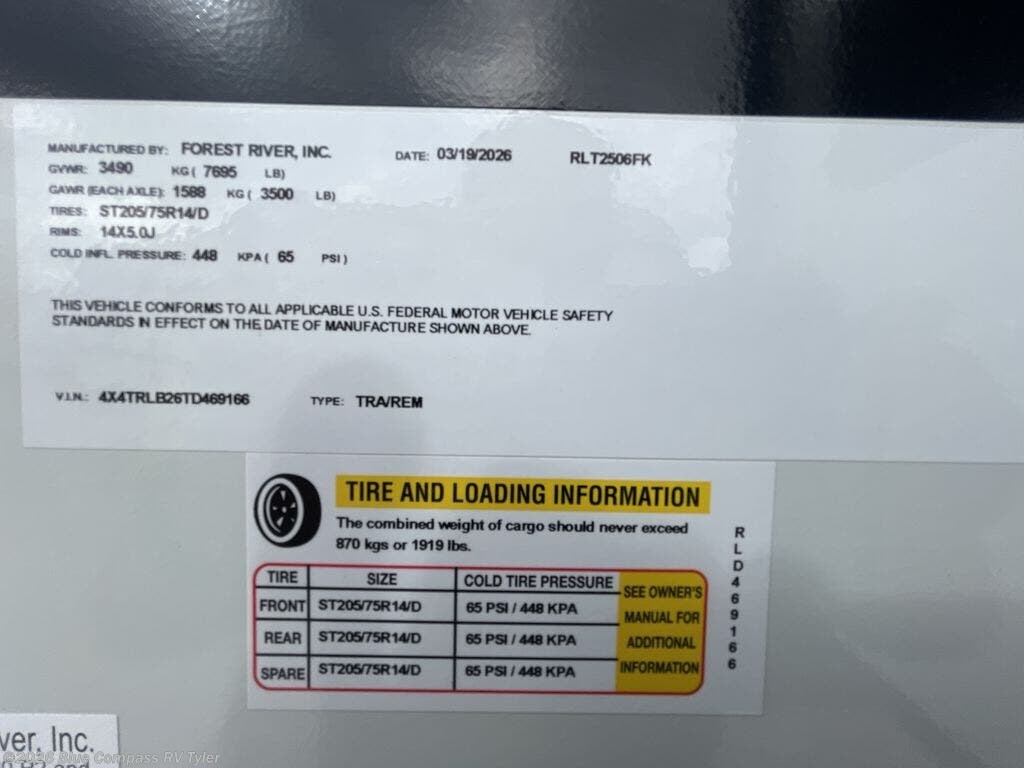 MANUFACTURED BY: FOREST RIVER, INC. DATE: 03/19/2026 RLT2506FK
GVWR: 3490 KG ( 7695 LB)
GAWR (EACH AXLE): 1588 KG ( 3500 LB)
TIRES: ST205/75R14/D
RIMS: 14X5.0J
COLD INFL. PRESSURE: 448 KPA ( 65 PSI )
THIS VEHICLE CONFORMS TO ALL APPLICABLE U.S. FEDERAL MOTOR VEHICLE SAFETY
STANDARDS IN EFFECT ON THE DATE OF MANUFACTURE SHOWN ABOVE.
V.I.N.: 4X4TRLB26TD469166 TYPE: TRA/REM
TIRE AND LOADING INFORMATION
The combined weight of cargo should never exceed
870 kgs or 1919 lbs.
TIRE SIZE COLD TIRE PRESSURE
FRONT ST205/75R14/D 65 PSI / 448 KPA
REAR ST205/75R14/D 65 PSI / 448 KPA
SPARE ST205/75R14/D 65 PSI / 448 KPA
SEE OWNER'S
MANUAL FOR
ADDITIONAL
INFORMATION
RLD469166
ver, Inc.
©2026 Blue Compass RV Tyler